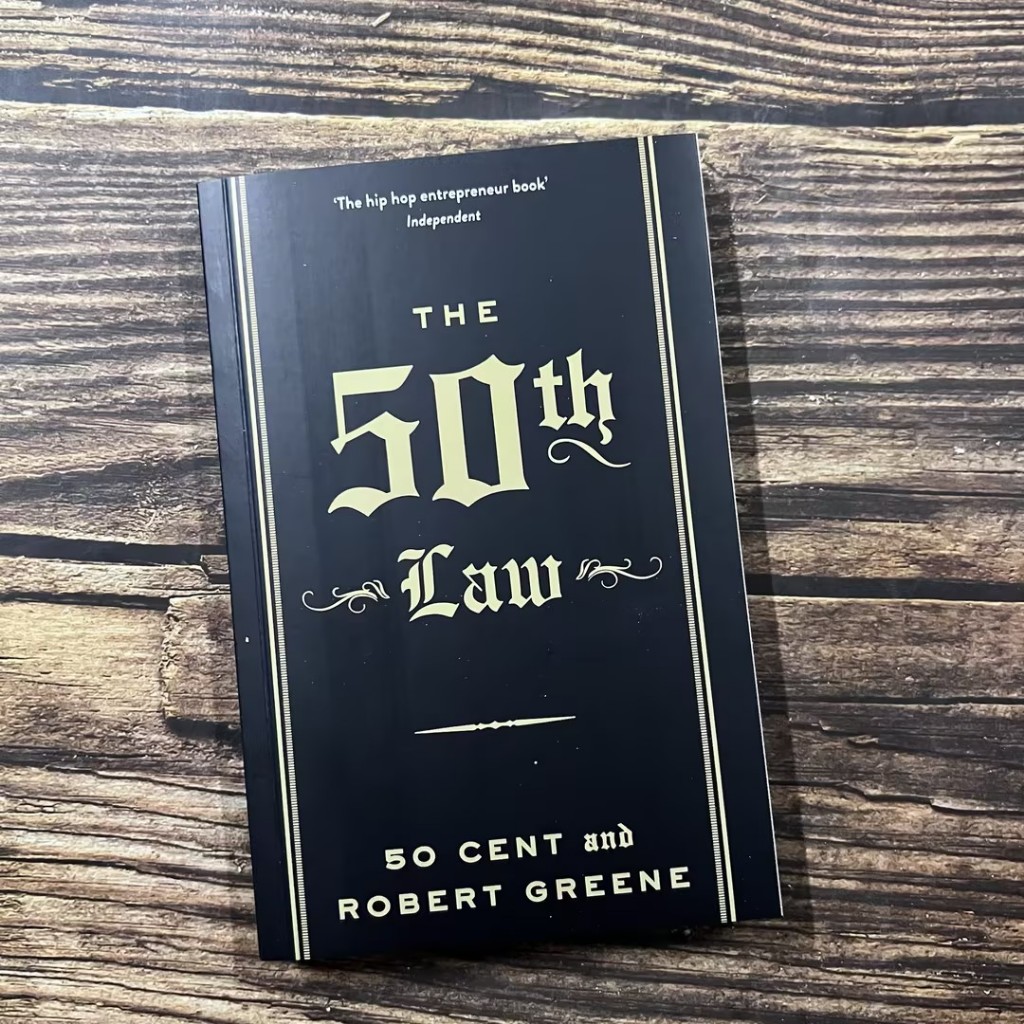 ‘The hip hop entrepreneur book’
Independent
THE
50th
Law
50 CENT and
ROBERT GREENE